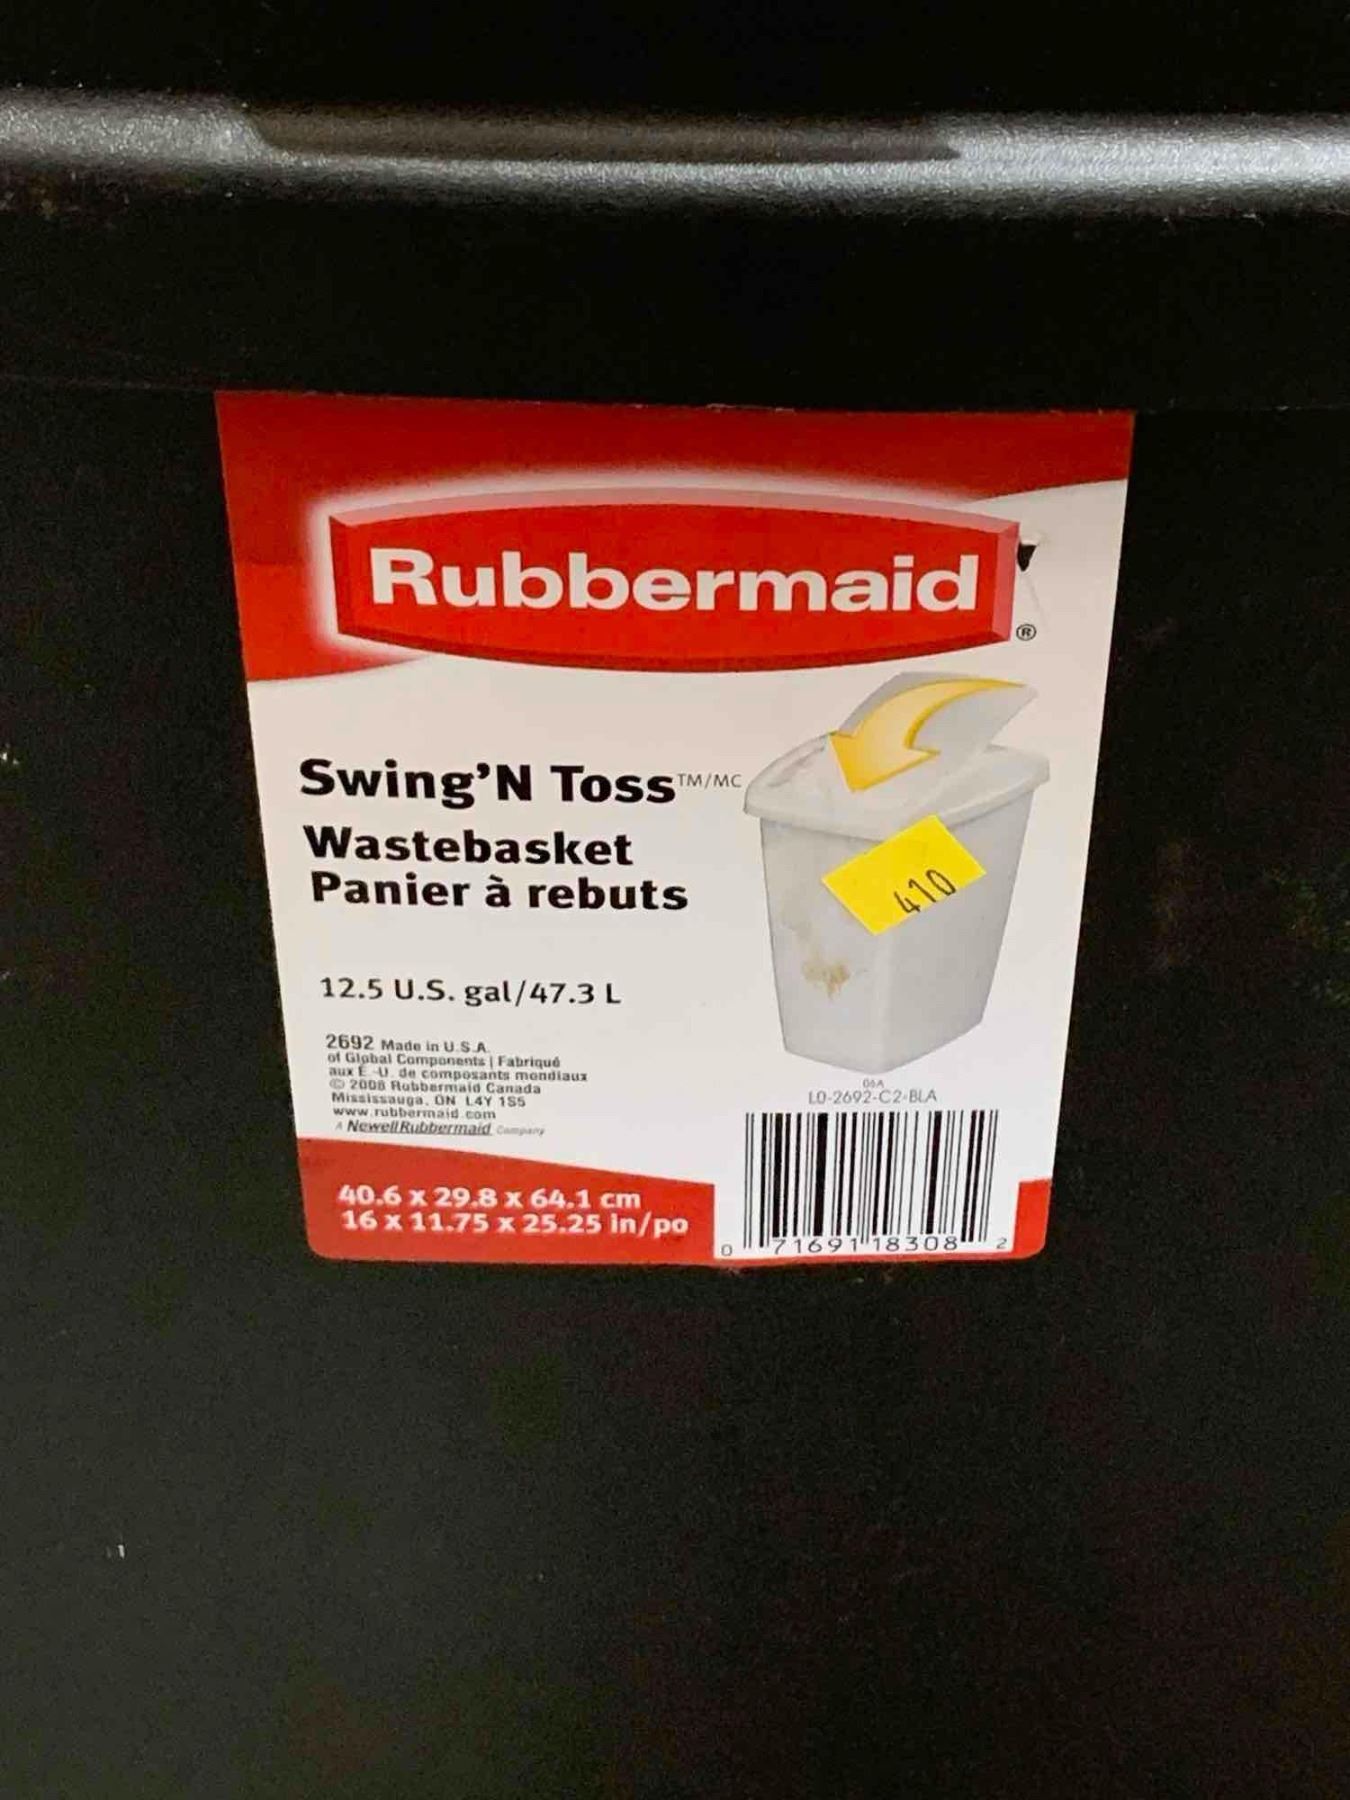 Rubbermaid
®
Swing’N Toss™/MC
Wastebasket
Panier à rebuts
410
12.5 U.S. gal/47.3 L
2692 Made in U.S.A.
of Global Components | Fabriqué
aux É.-U. de composants mondiaux
© 2008 Rubbermaid Canada
Mississauga, ON L4Y 1S5
www.rubbermaid.com
A NewellRubbermaid Company
06A
L0-2692-C2-BLA
40.6 x 29.8 x 64.1 cm
16 x 11.75 x 25.25 in/po
0 71691 18308 2